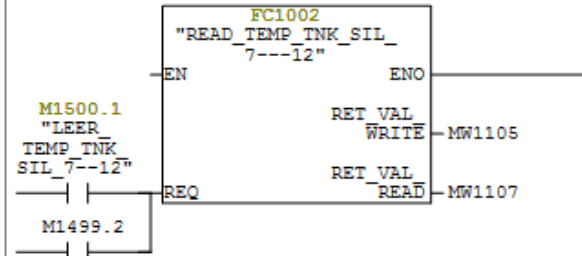 FC1002
"READ_TEMP_TNK_SIL_
7---12"
EN
ENO
M1500.1
"LEER_
TEMP_TNK_
SIL_7--12"
RET_VAL_
WRITE
MW1105
RET_VAL_
READ
MW1107
REQ
M1499.2